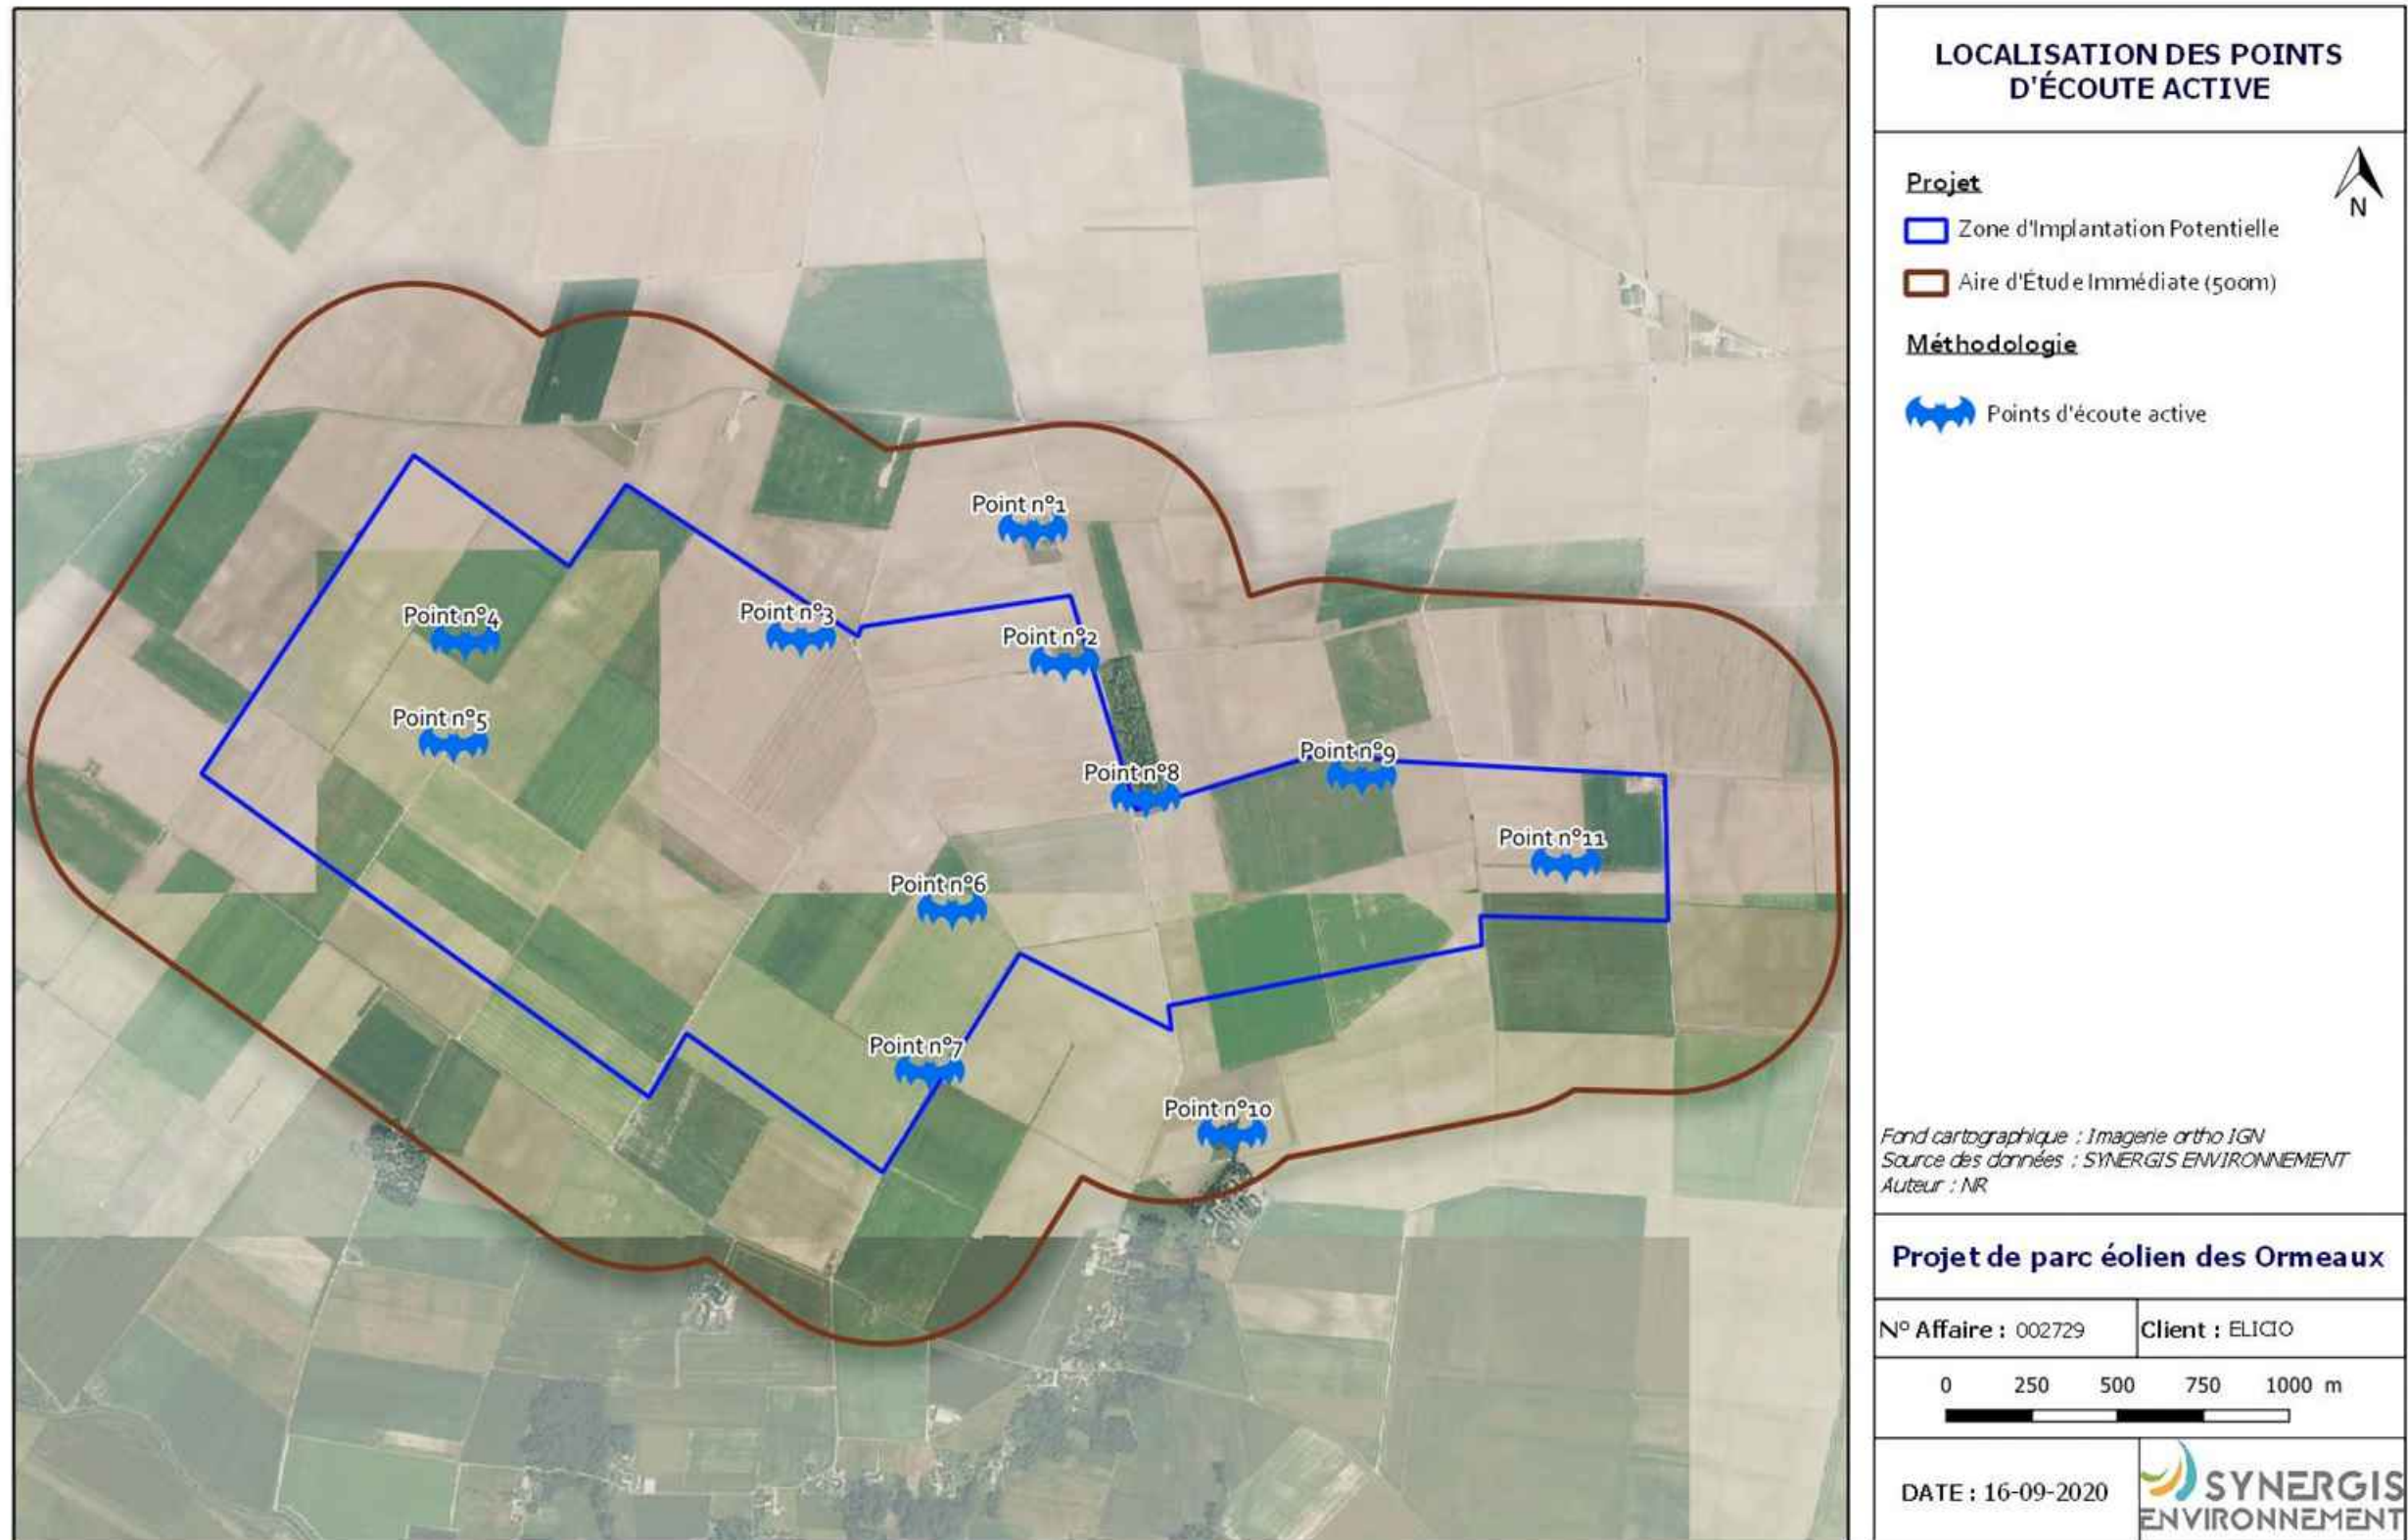 LOCALISATION DES POINTS
D'ÉCOUTE ACTIVE
Projet
N
Zone d'Implantation Potentielle
Aire d'Étude Immédiate (500m)
Méthodologie
Points d'écoute active
Point n°1
Point n°4
Point n°3
Point n°2
Point n°5
Point n°8
Point n°9
Point n°11
Point n°6
Point n°7
Point n°10
Fond cartographique : Imagerie ortho IGN
Source des données : SYNERGIS ENVIRONNEMENT
Auteur : NR
Projet de parc éolien des Ormeaux
N° Affaire : 002729
Client : ELICIO
0 250 500 750 1000 m
DATE : 16-09-2020
SYNERGIS
ENVIRONNEMENT